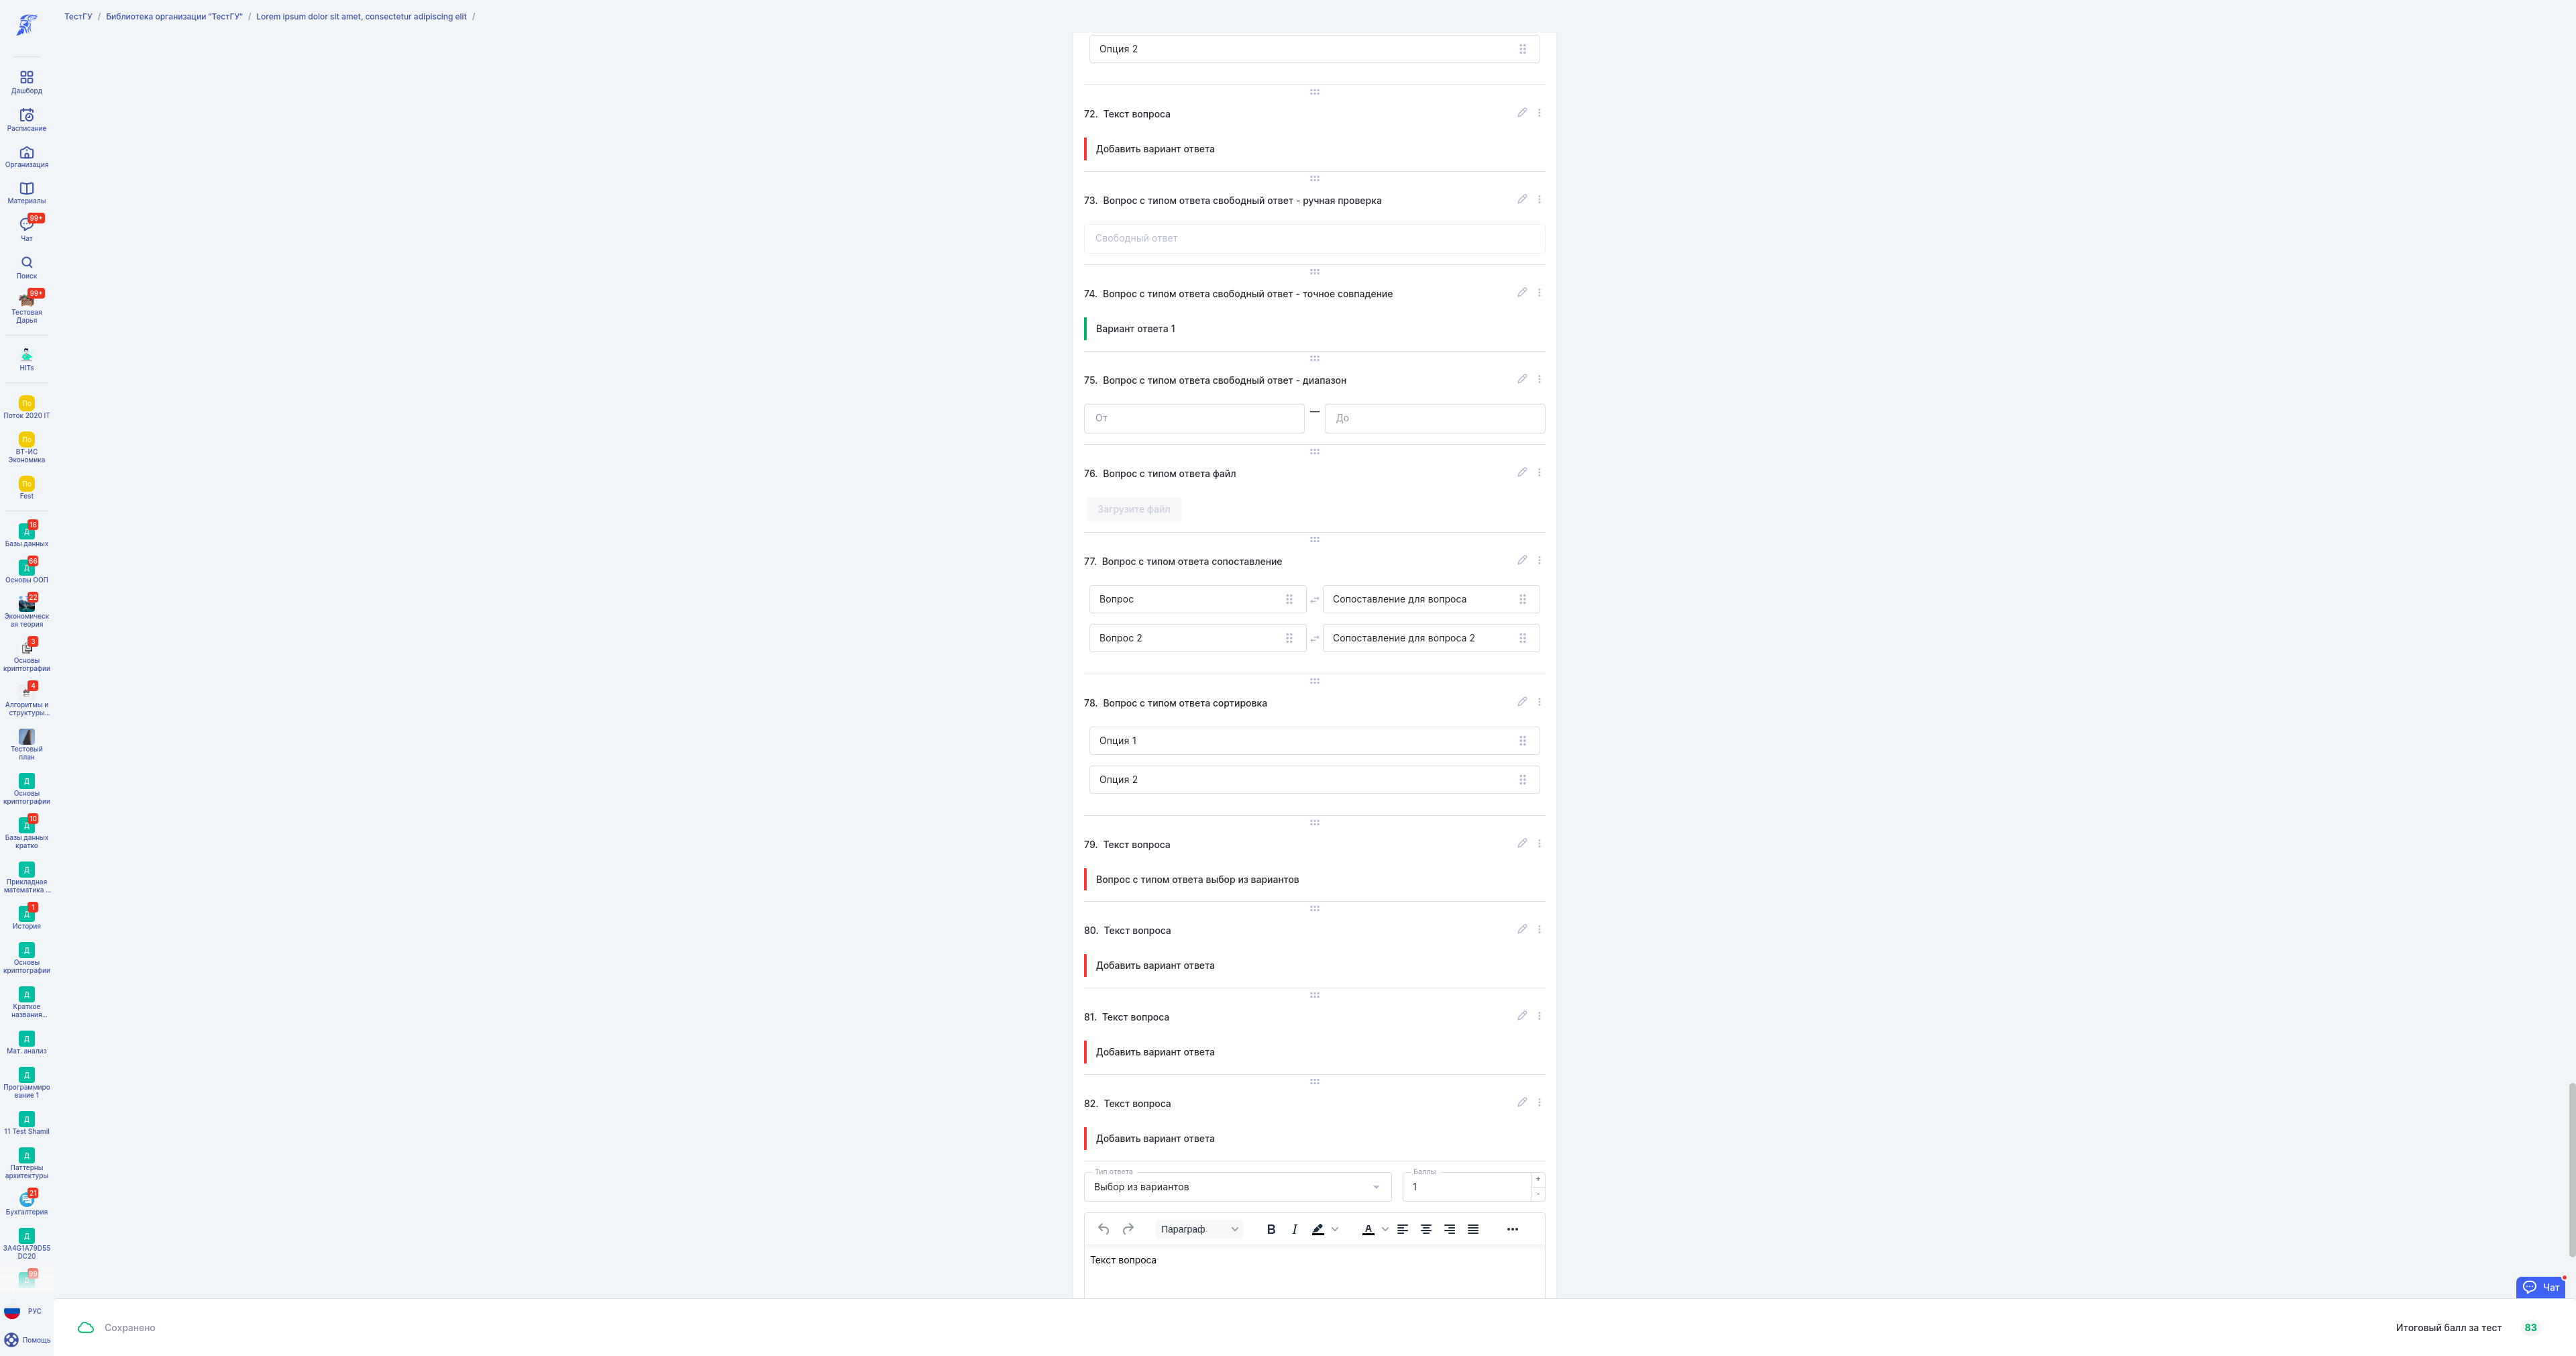 ТестГУ / Библиотека организации "ТестГУ" / Lorem ipsum dolor sit amet, consectetur adipiscing elit /
Дашборд
Расписание
Организация
Материалы
99+
Чат
Поиск
99+
Тестовая
Дарья
HITs
По
Поток 2020 IT
По
ВТ-ИС
Экономика
По
Fest
16
Д
Базы данных
66
Д
Основы ООП
22
Экономическ
ая теория
3
Основы
криптографии
4
Алгоритмы и
структуры...
Тестовый
план
Д
Основы
криптографии
10
Д
Базы данных
кратко
Д
Прикладная
математика ...
1
Д
История
Д
Основы
криптографии
Д
Краткое
названия...
Д
Мат. анализ
Д
Программиро
вание 1
Д
11 Test Shamil
Д
Паттерны
архитектуры
21
Бухгалтерия
Д
3A4G1A79D55
DC20
99
Д
РУС
Помощь
Опция 2
72. Текст вопроса
Добавить вариант ответа
73. Вопрос с типом ответа свободный ответ - ручная проверка
Свободный ответ
74. Вопрос с типом ответа свободный ответ - точное совпадение
Вариант ответа 1
75. Вопрос с типом ответа свободный ответ - диапазон
От — До
76. Вопрос с типом ответа файл
Загрузите файл
77. Вопрос с типом ответа сопоставление
Вопрос Сопоставление для вопроса
Вопрос 2 Сопоставление для вопроса 2
78. Вопрос с типом ответа сортировка
Опция 1
Опция 2
79. Текст вопроса
Вопрос с типом ответа выбор из вариантов
80. Текст вопроса
Добавить вариант ответа
81. Текст вопроса
Добавить вариант ответа
82. Текст вопроса
Добавить вариант ответа
Тип ответа Баллы
Выбор из вариантов 1 + -
Параграф B I A
Текст вопроса
Чат
Сохранено
Итоговый балл за тест 83